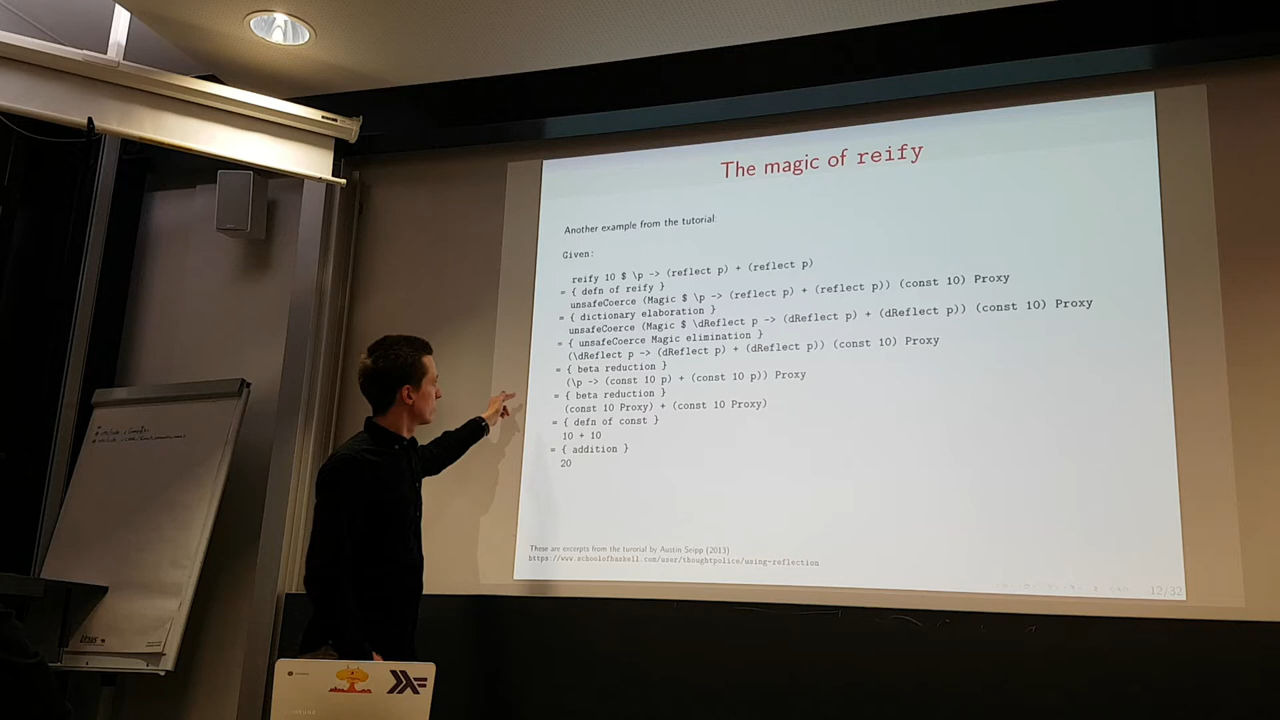 The magic of reify
Another example from the tutorial
Given:
reify 10 $ \p -> (reflect p) + (reflect p)
= { defn of reify }
unsafeCoerce (Magic $ \p -> (reflect p) + (reflect p)) (const 10) Proxy
= { dictionary elaboration }
unsafeCoerce (Magic $ \dReflect p -> (dReflect p) + (dReflect p)) (const 10) Proxy
= { unsafeCoerce Magic elimination }
(\dReflect p -> (dReflect p) + (dReflect p)) (const 10) Proxy
= { beta reduction }
(\p -> (const 10 p) + (const 10 p)) Proxy
= { beta reduction }
(const 10 Proxy) + (const 10 Proxy)
= { defn of const }
10 + 10
= { addition }
20
These are excerpts from the turorial by Austin Seipp (2013)
https://www.schoolofhaskell.com/user/thoughtpolice/using-reflection
12/32